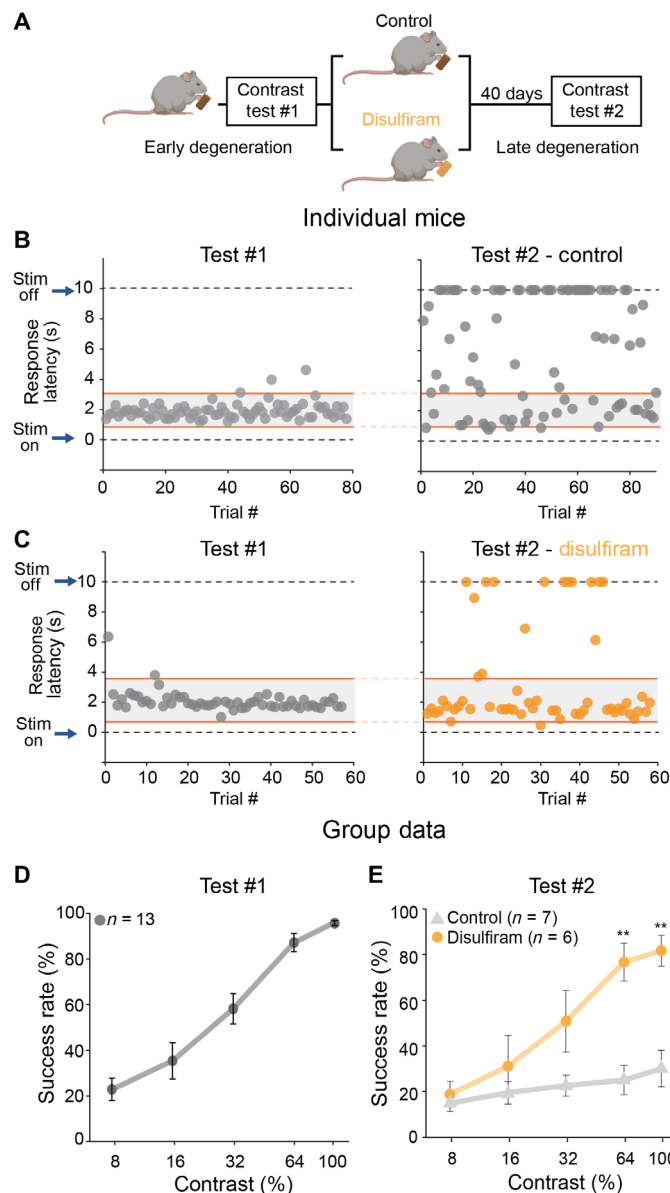 A
Control
Contrast
test #1
Disulfiram
40 days
Contrast
test #2
Early degeneration
Late degeneration
Individual mice
B
Test #1
Test #2 - control
Stim
off
Response
latency (s)
Stim
on
10
8
6
4
2
0
0 20 40 60 80
0 20 40 60 80
Trial #
Trial #
C
Test #1
Test #2 - disulfiram
Stim
off
Response
latency (s)
Stim
on
10
8
6
4
2
0
0 10 20 30 40 50 60
0 10 20 30 40 50 60
Trial #
Trial #
Group data
D
Test #1
n = 13
Success rate (%)
100
80
60
40
20
0
8 16 32 64 100
Contrast (%)
E
Test #2
Control (n = 7)
Disulfiram (n = 6)
** **
Success rate (%)
100
80
60
40
20
0
8 16 32 64 100
Contrast (%)